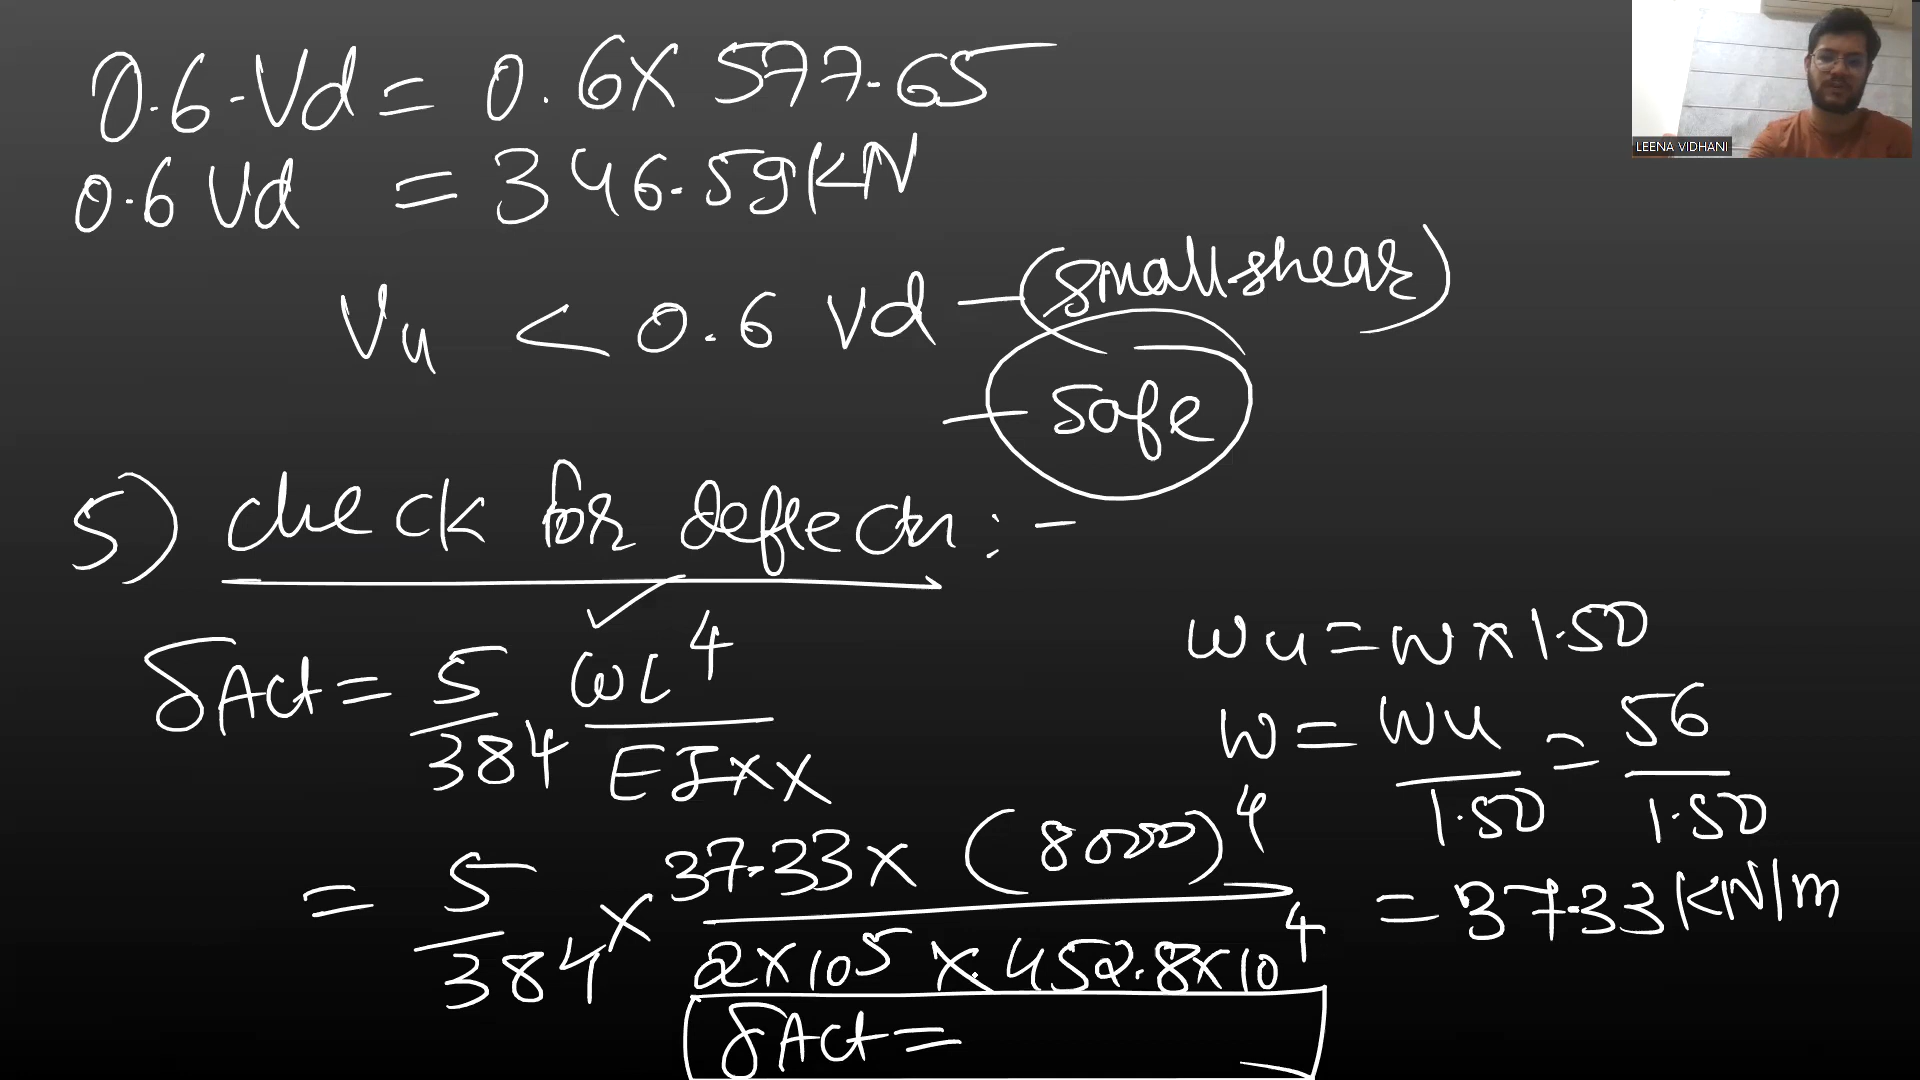 0.6.Vd = 0.6 X 577.65
0.6 Vd = 346.59 KN
LEENA VIDHANI
Vu < 0.6 Vd — (small shear)
— safe
5) check for deflectn :-
δAct = 5/384 ωL^4/EIxx
= 5/384 x 37.33 x (8000)^4 / 2x10^5 x 452.8x10^4
δAct =
Wu = W x 1.50
W = Wu/1.50 = 56/1.50
= 37.33 KN/m